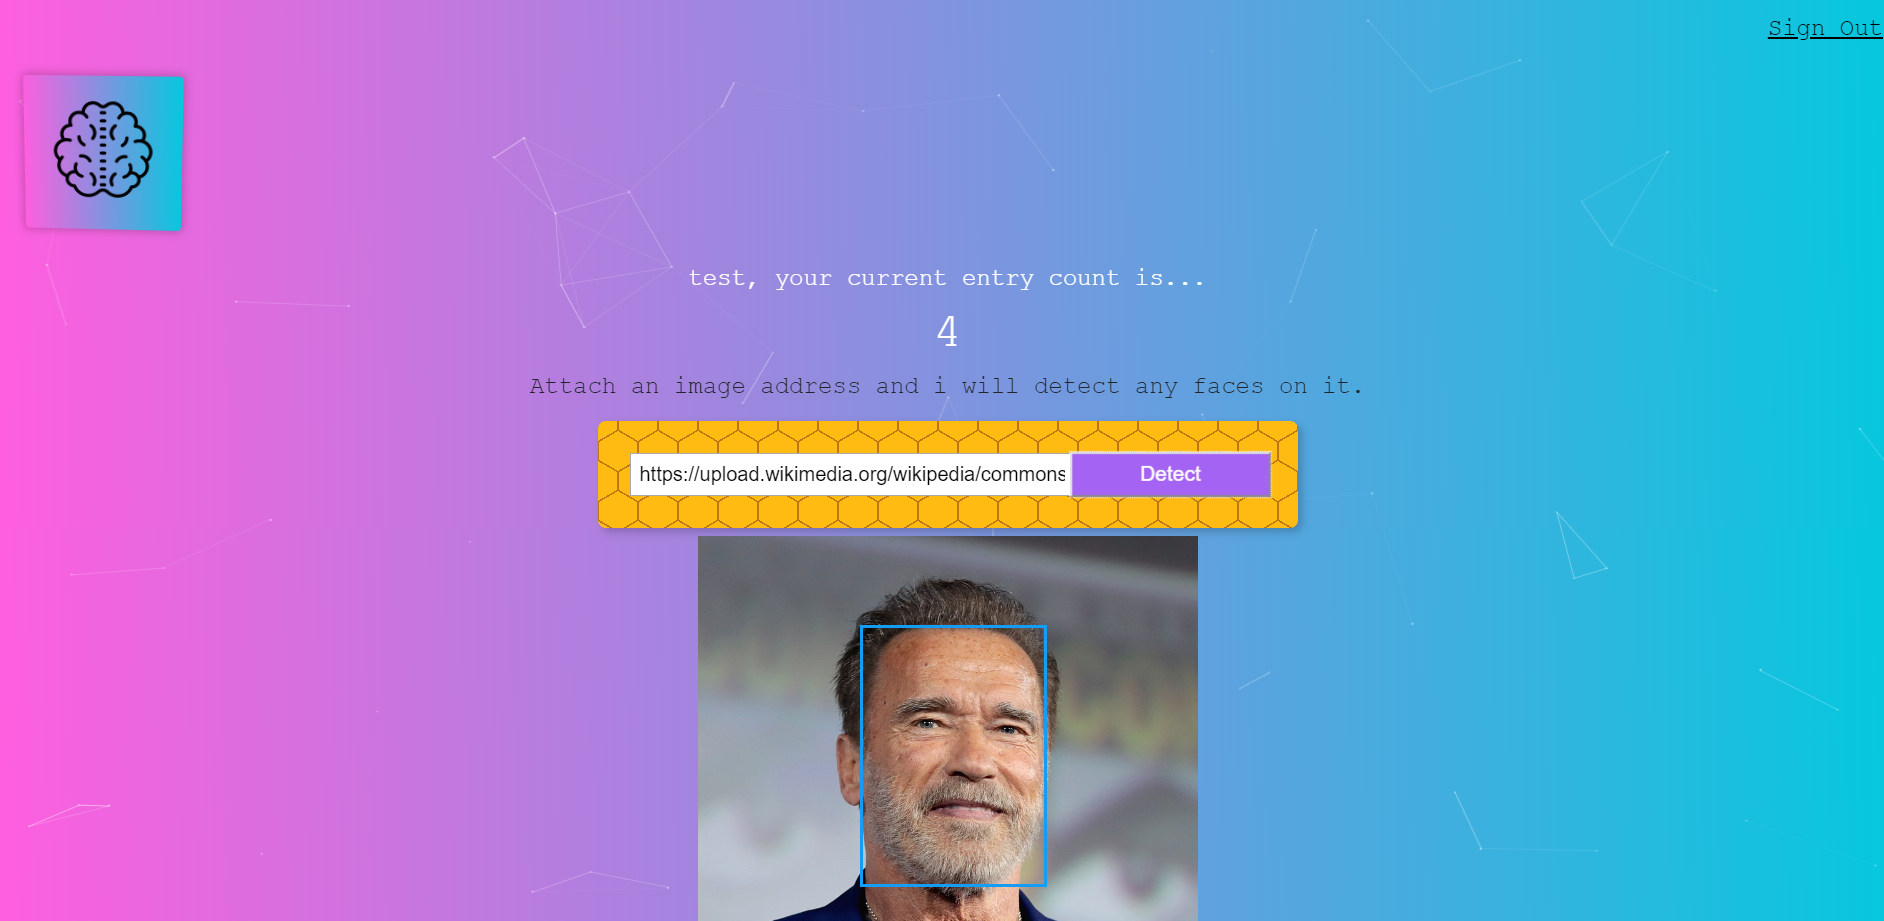 Sign Out
test, your current entry count is...
4
Attach an image address and i will detect any faces on it.
https://upload.wikimedia.org/wikipedia/commons
Detect